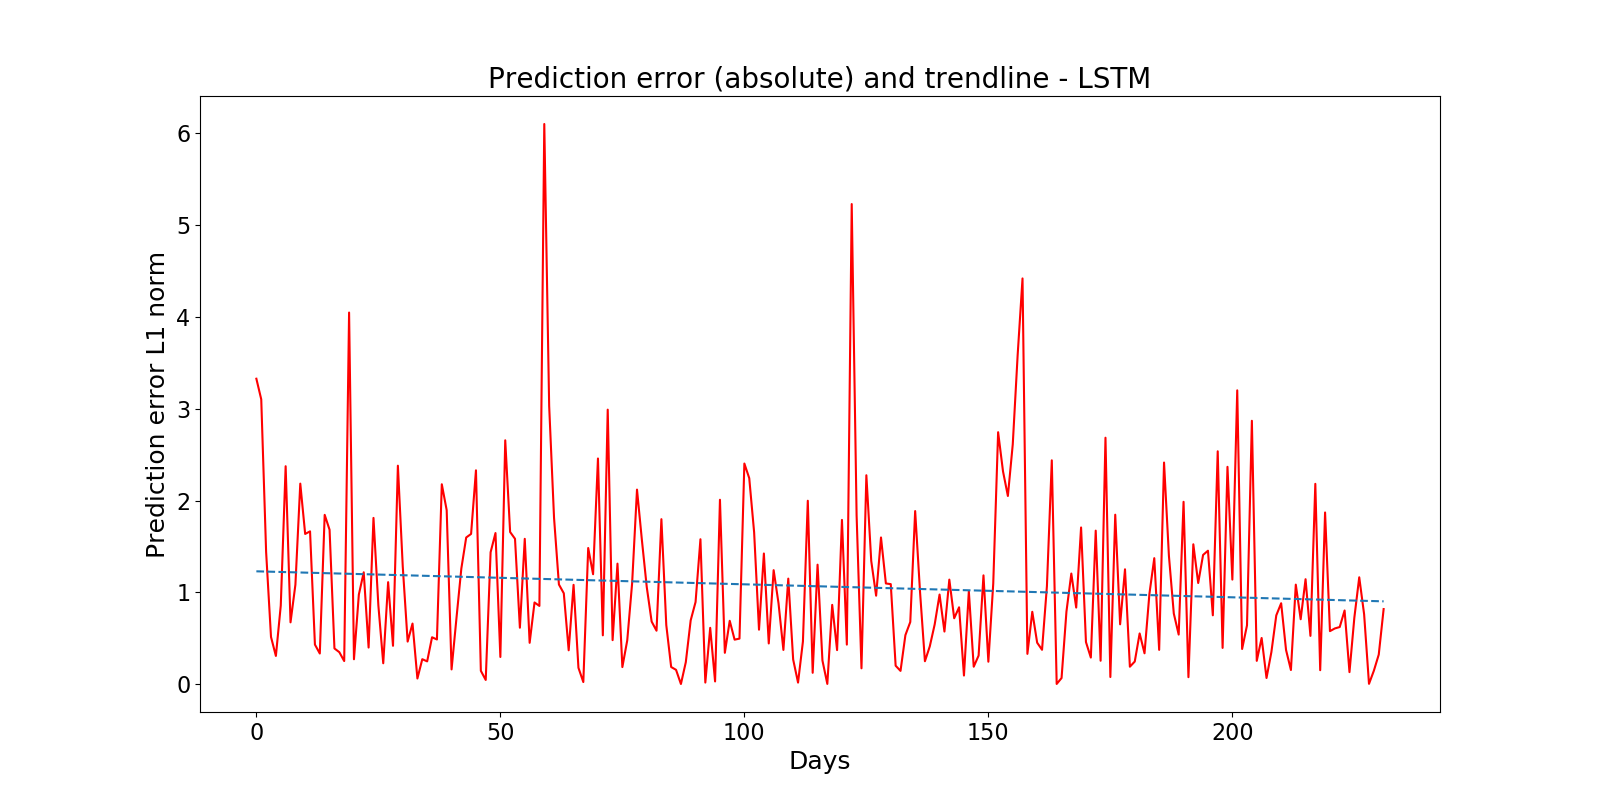 Prediction error (absolute) and trendline - LSTM
Prediction error L1 norm
6
5
4
3
2
1
0
0 50 100 150 200
Days